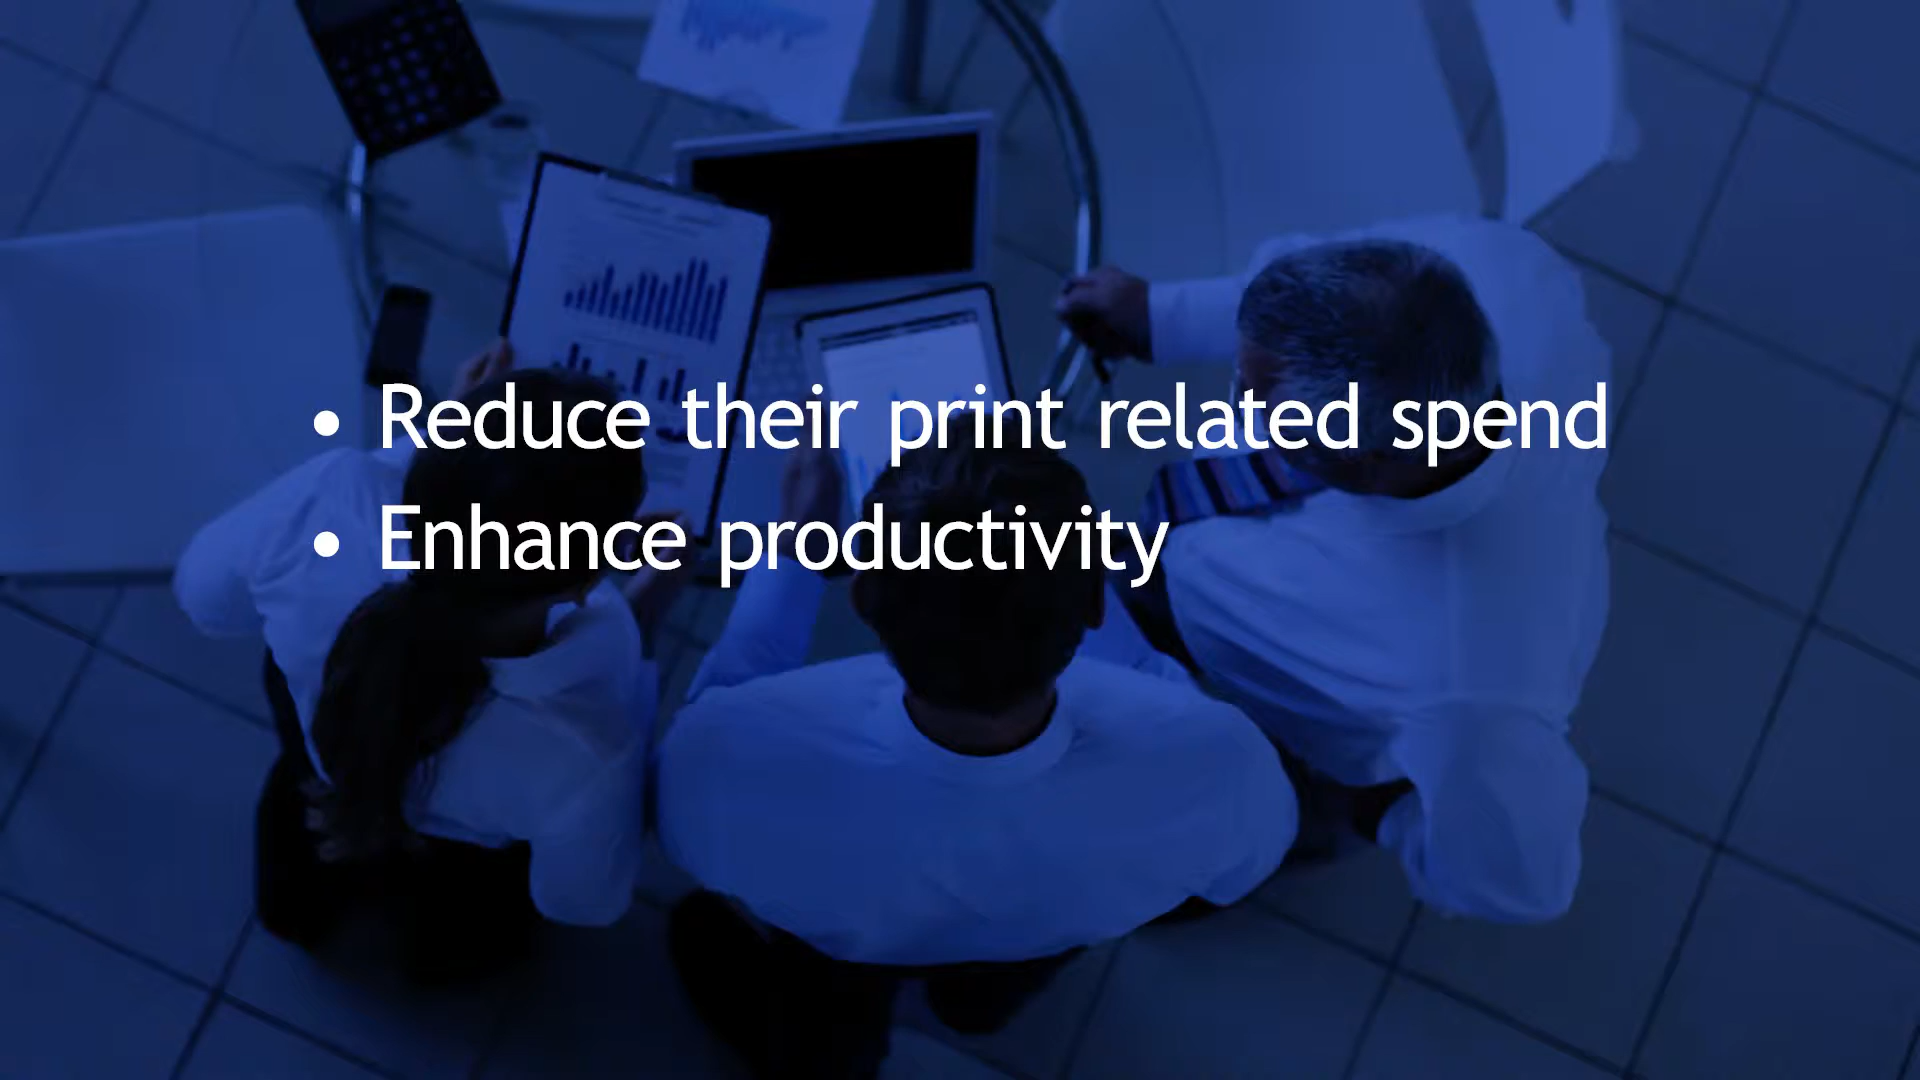 • Reduce their print related spend
• Enhance productivity